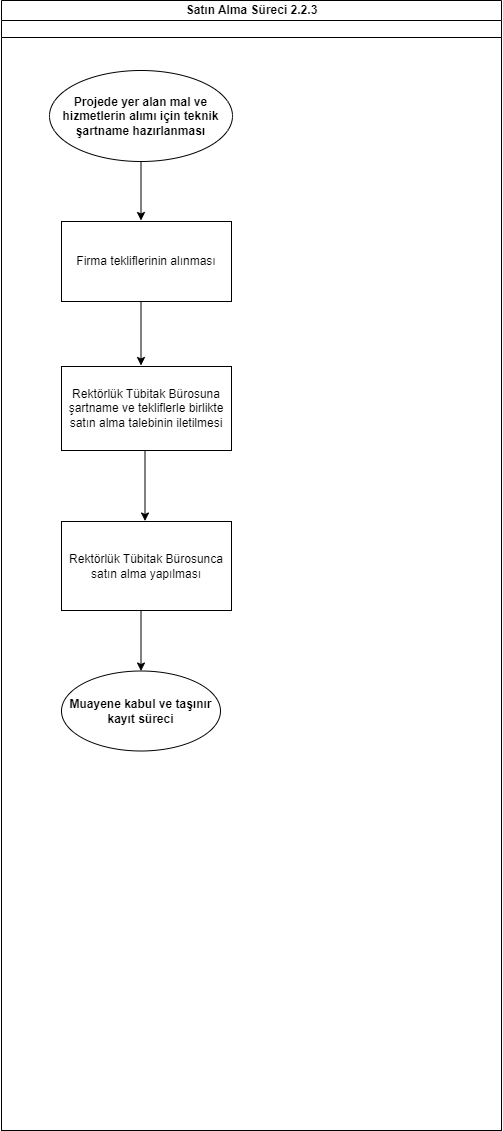 Satın Alma Süreci 2.2.3
Projede yer alan mal ve
hizmetlerin alımı için teknik
şartname hazırlanması
Firma tekliflerinin alınması
Rektörlük Tübitak Bürosuna
şartname ve tekliflerle birlikte
satın alma talebinin iletilmesi
Rektörlük Tübitak Bürosunca
satın alma yapılması
Muayene kabul ve taşınır
kayıt süreci